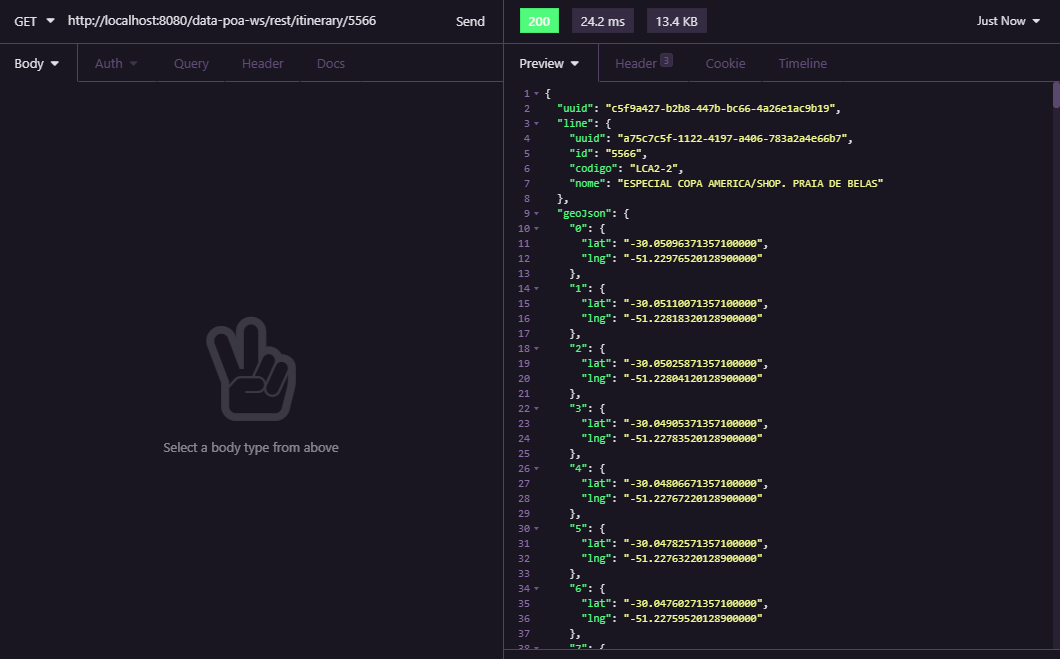 GET http://localhost:8080/data-poa-ws/rest/itinerary/5566 Send
200 24.2 ms 13.4 KB Just Now
Body Auth Query Header Docs
Preview Header 3 Cookie Timeline
Select a body type from above
1 {
2 "uuid": "c5f9a427-b2b8-447b-bc66-4a26e1ac9b19",
3 "line": {
4 "uuid": "a75c7c5f-1122-4197-a406-783a2a4e66b7",
5 "id": "5566",
6 "codigo": "LCA2-2",
7 "nome": "ESPECIAL COPA AMERICA/SHOP. PRAIA DE BELAS"
8 },
9 "geoJson": {
10 "0": {
11 "lat": "-30.05096371357100000",
12 "lng": "-51.22976520128900000"
13 },
14 "1": {
15 "lat": "-30.05110071357100000",
16 "lng": "-51.22818320128900000"
17 },
18 "2": {
19 "lat": "-30.05025871357100000",
20 "lng": "-51.22804120128900000"
21 },
22 "3": {
23 "lat": "-30.04905371357100000",
24 "lng": "-51.22783520128900000"
25 },
26 "4": {
27 "lat": "-30.04806671357100000",
28 "lng": "-51.22767220128900000"
29 },
30 "5": {
31 "lat": "-30.04782571357100000",
32 "lng": "-51.22763220128900000"
33 },
34 "6": {
35 "lat": "-30.04760271357100000",
36 "lng": "-51.22759520128900000"
37 },
38 "7": {